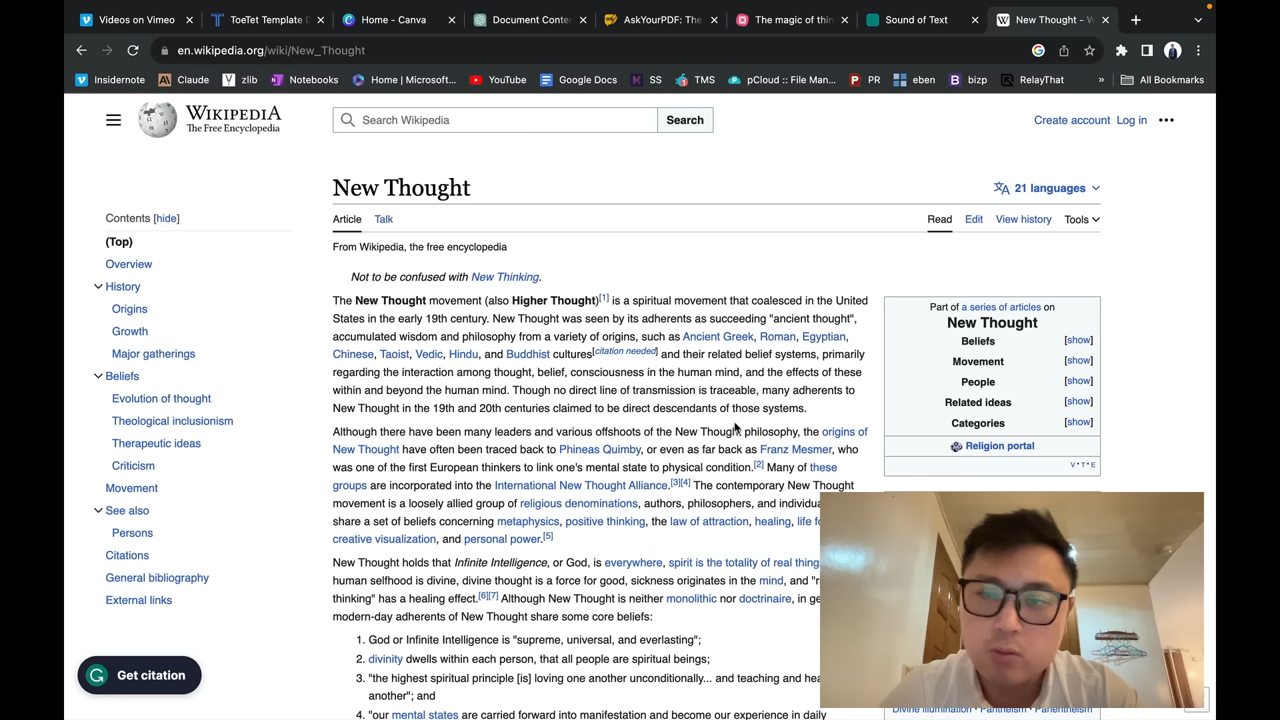 Videos on Vimeo
ToeTet Template D
Home - Canva
Document Conten
AskYourPDF: The
The magic of thin
Sound of Text
New Thought - W
en.wikipedia.org/wiki/New_Thought
Insidernote
Claude
zlib
Notebooks
Home | Microsoft...
YouTube
Google Docs
SS
TMS
pCloud :: File Man...
PR
eben
bizp
RelayThat
»
All Bookmarks
WIKIPEDIA
The Free Encyclopedia
Search Wikipedia
Search
Create account Log in
New Thought
21 languages
Contents [hide]
(Top)
Overview
History
Origins
Growth
Major gatherings
Beliefs
Evolution of thought
Theological inclusionism
Therapeutic ideas
Criticism
Movement
See also
Persons
Citations
General bibliography
External links
Article Talk
Read Edit View history Tools
From Wikipedia, the free encyclopedia
Not to be confused with New Thinking.
The New Thought movement (also Higher Thought)[1] is a spiritual movement that coalesced in the United
States in the early 19th century. New Thought was seen by its adherents as succeeding "ancient thought",
accumulated wisdom and philosophy from a variety of origins, such as Ancient Greek, Roman, Egyptian,
Chinese, Taoist, Vedic, Hindu, and Buddhist cultures[citation needed] and their related belief systems, primarily
regarding the interaction among thought, belief, consciousness in the human mind, and the effects of these
within and beyond the human mind. Though no direct line of transmission is traceable, many adherents to
New Thought in the 19th and 20th centuries claimed to be direct descendants of those systems.
Although there have been many leaders and various offshoots of the New Thought philosophy, the origins of
New Thought have often been traced back to Phineas Quimby, or even as far back as Franz Mesmer, who
was one of the first European thinkers to link one's mental state to physical condition.[2] Many of these
groups are incorporated into the International New Thought Alliance.[3][4] The contemporary New Thought
movement is a loosely allied group of religious denominations, authors, philosophers, and individua
share a set of beliefs concerning metaphysics, positive thinking, the law of attraction, healing, life fo
creative visualization, and personal power.[5]
New Thought holds that Infinite Intelligence, or God, is everywhere, spirit is the totality of real thing
human selfhood is divine, divine thought is a force for good, sickness originates in the mind, and "r
thinking" has a healing effect.[6][7] Although New Thought is neither monolithic nor doctrinaire, in ge
modern-day adherents of New Thought share some core beliefs:
1. God or Infinite Intelligence is "supreme, universal, and everlasting";
2. divinity dwells within each person, that all people are spiritual beings;
3. "the highest spiritual principle [is] loving one another unconditionally... and teaching and hea
another"; and
4. "our mental states are carried forward into manifestation and become our experience in daily
Part of a series of articles on
New Thought
Beliefs [show]
Movement [show]
People [show]
Related ideas [show]
Categories [show]
Religion portal
V·T·E
Divine illumination · Pantheism · Panentheism
Get citation